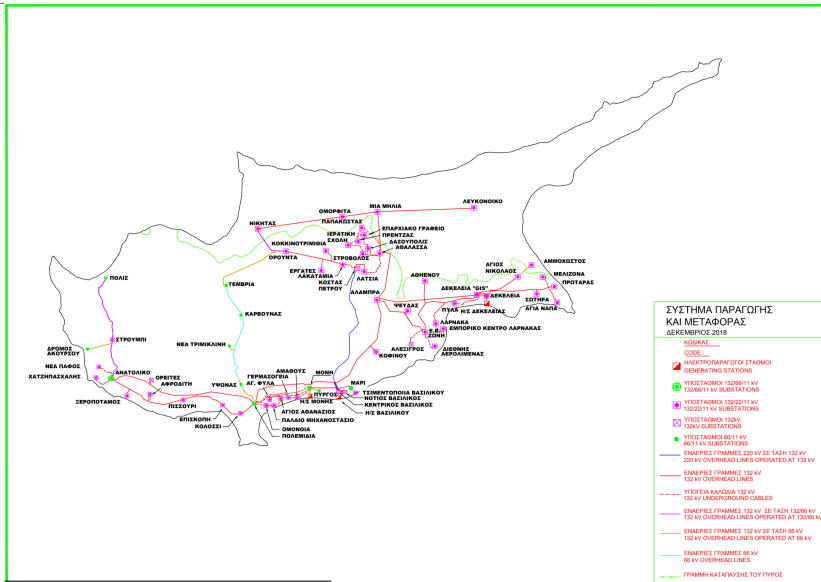 ΛΕΥΚΟΝΟΙΚΟ
ΜΙΑ ΜΗΛΙΑ
ΟΜΟΡΦΙΤΑ
ΠΑΠΑΚΩΣΤΑΣ
ΝΙΚΗΤΑΣ
ΕΠΑΡΧΙΑΚΟ ΓΡΑΦΕΙΟ
ΙΕΡΑΤΙΚΗ
ΣΧΟΛΗ
ΠΡΕΝΤΖΑΣ
ΔΑΣΟΥΠΟΛΙΣ
ΑΘΑΛΑΣΣΑ
ΚΟΚΚΙΝΟΤΡΙΜΙΘΙΑ
ΟΡΟΥΝΤΑ
ΣΤΡΟΒΟΛΟΣ
ΕΡΓΑΤΕΣ
ΛΑΚΑΤΑΜΙΑ
ΛΑΤΣΙΑ
ΚΩΣΤΑΣ
ΠΕΤΡΟΥ
ΑΓΙΟΣ
ΝΙΚΟΛΑΟΣ
ΑΜΜΟΧΩΣΤΟΣ
ΜΕΛΙΖΩΝΑ
ΠΡΩΤΑΡΑΣ
ΑΘΗΕΝΟΥ
ΠΟΛΙΣ
ΤΕΜΒΡΙΑ
ΑΛΑΜΠΡΑ
ΔΕΚΕΛΕΙΑ "GIS"
ΔΕΚΕΛΕΙΑ
ΣΩΤΗΡΑ
ΑΓΙΑ ΝΑΠΑ
ΨΕΥΔΑΣ
ΠΥΛΑ
Η/Σ ΔΕΚΕΛΕΙΑΣ
ΚΑΡΒΟΥΝΑΣ
ΛΑΡΝΑΚΑ
ΕΜΠΟΡΙΚΟ ΚΕΝΤΡΟ ΛΑΡΝΑΚΑΣ
ΖΩΝΗ
ΣΤΡΟΥΜΠΙ
ΝΕΑ ΤΡΙΜΙΚΛΙΝΗ
ΑΛΕΞΙΓΡΟΣ
ΔΙΕΘΝΗΣ
ΑΕΡΟΛΙΜΕΝΑΣ
ΔΡΟΜΟΣ
ΑΚΟΥΡΣΟΥ
ΚΟΦΙΝΟΥ
ΝΕΑ ΠΑΦΟΣ
ΑΝΑΤΟΛΙΚΟ
ΧΑΤΖΗΠΑΣΧΑΛΗΣ
ΟΡΕΙΤΕΣ
ΑΦΡΟΔΙΤΗ
ΑΜΑΘΟΥΣ
ΓΕΡΜΑΣΟΓΕΙΑ
ΜΟΝΗ
ΜΑΡΙ
ΥΨΩΝΑΣ
ΑΓ. ΦΥΛΑ
ΠΥΡΓΟΣ
ΤΣΙΜΕΝΤΟΠΟΙΙΑ ΒΑΣΙΛΙΚΟΥ
ΝΟΤΙΟΣ ΒΑΣΙΛΙΚΟΣ
ΞΕΡΟΠΟΤΑΜΟΣ
ΠΙΣΣΟΥΡΙ
Η/Σ ΜΟΝΗΣ
ΚΕΝΤΡΙΚΟΣ ΒΑΣΙΛΙΚΟΣ
ΑΓΙΟΣ ΑΘΑΝΑΣΙΟΣ
Η/Σ ΒΑΣΙΛΙΚΟΥ
ΕΠΙΣΚΟΠΗ
ΠΑΛΑΙΟ ΜΗΧΑΝΟΣΤΑΣΙΟ
ΚΟΛΟΣΣΙ
ΟΜΟΝΟΙΑ
ΠΟΛΕΜΙΔΙΑ
ΣΥΣΤΗΜΑ ΠΑΡΑΓΩΓΗΣ
ΚΑΙ ΜΕΤΑΦΟΡΑΣ
ΔΕΚΕΜΒΡΙΟΣ 2018
ΚΩΔΙΚΑΣ
CODE
ΗΛΕΚΤΡΟΠΑΡΑΓΩΓΟΙ ΣΤΑΘΜΟΙ
GENERATING STATIONS
ΥΠΟΣΤΑΘΜΟΙ 132/66/11 kV
132/66/11 kV SUBSTATIONS
ΥΠΟΣΤΑΘΜΟΙ 132/22/11 kV
132/22/11 kV SUBSTATIONS
ΥΠΟΣΤΑΘΜΟΙ 132kV
132kV SUBSTATIONS
ΥΠΟΣΤΑΘΜΟΙ 66/11 kV
66/11 kV SUBSTATIONS
ΕΝΑΕΡΙΕΣ ΓΡΑΜΜΕΣ 220 kV ΣΕ ΤΑΣΗ 132 kV
220 kV OVERHEAD LINES OPERATED AT 132 kV
ΕΝΑΕΡΙΕΣ ΓΡΑΜΜΕΣ 132 kV
132 kV OVERHEAD LINES
ΥΠΟΓΕΙΑ ΚΑΛΩΔΙΑ 132 kV
132 kV UNDERGROUND CABLES
ΕΝΑΕΡΙΕΣ ΓΡΑΜΜΕΣ 132 kV ΣΕ ΤΑΣΗ 132/66 kV
132 kV OVERHEAD LINES OPERATED AT 132/66 kV
ΕΝΑΕΡΙΕΣ ΓΡΑΜΜΕΣ 132 kV ΣΕ ΤΑΣΗ 66 kV
132 kV OVERHEAD LINES OPERATED AT 66 kV
ΕΝΑΕΡΙΕΣ ΓΡΑΜΜΕΣ 66 kV
66 kV OVERHEAD LINES
ΓΡΑΜΜΗ ΚΑΤΑΠΑΥΣΗΣ ΤΟΥ ΠΥΡΟΣ